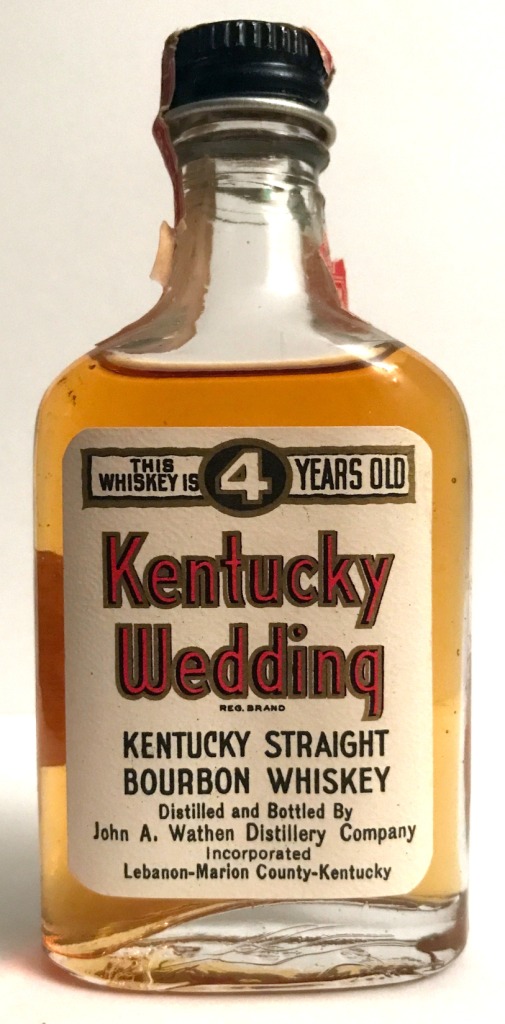 THIS
WHISKEY IS
4
YEARS OLD
Kentucky
Wedding
REG. BRAND
KENTUCKY STRAIGHT
BOURBON WHISKEY
Distilled and Bottled By
John A. Wathen Distillery Company
Incorporated
Lebanon-Marion County-Kentucky